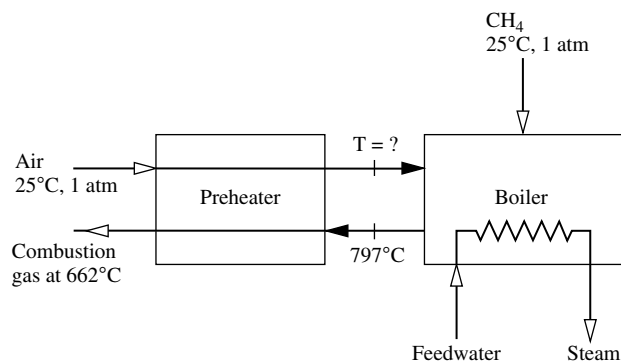 CH₄
25°C, 1 atm
T = ?
Air
25°C, 1 atm
Preheater
Boiler
Combustion
gas at 662°C
797°C
Feedwater
Steam